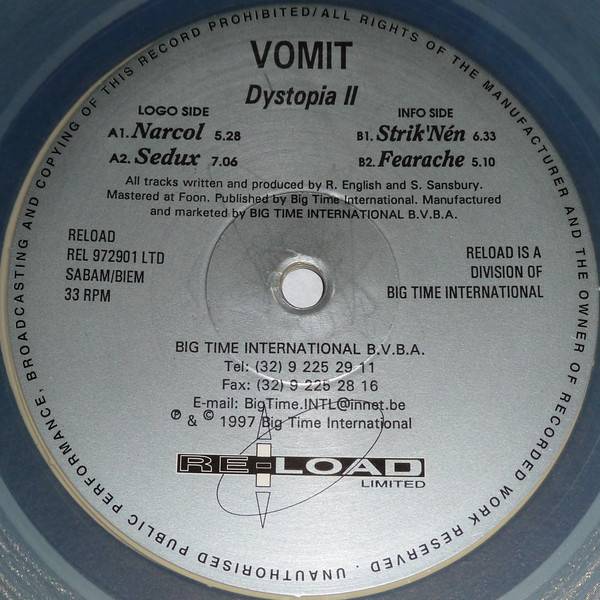 UNAUTHORISED PUBLIC PERFORMANCE, BROADCASTING AND COPYING OF THIS RECORD PROHIBITED/ALL RIGHTS OF THE MANUFACTURER AND THE OWNER OF RECORDED WORK RESERVED.
VOMIT
Dystopia II
LOGO SIDE
A1. Narcol 5.28
A2. Sedux 7.06
INFO SIDE
B1. Strik'Nén 6.33
B2. Fearache 5.10
All tracks written and produced by R. English and S. Sansbury.
Mastered at Foon. Published by Big Time International. Manufactured
and marketed by BIG TIME INTERNATIONAL B.V.B.A.
RELOAD
REL 972901 LTD
SABAM/BIEM
33 RPM
RELOAD IS A
DIVISION OF
BIG TIME INTERNATIONAL
BIG TIME INTERNATIONAL B.V.B.A.
Tel: (32) 9 225 29 11
Fax: (32) 9 225 28 16
E-mail: BigTime.INTL@innet.be
℗ & © 1997 Big Time International
RE-LOAD
LIMITED